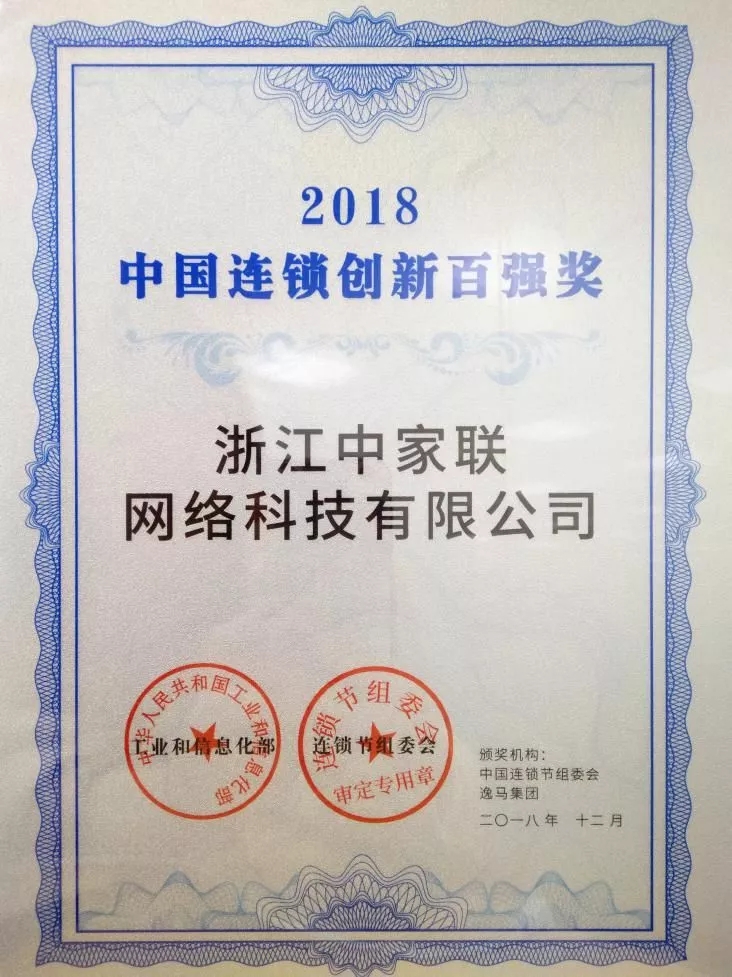 2018
中国连锁创新百强奖
浙江中家联
网络科技有限公司
中华人民共和国工业和信息化部
工业和信息化部
连锁节组委会
连锁节组委会
审定专用章
颁奖机构：
中国连锁节组委会
逸马集团
二〇一八年 十二月